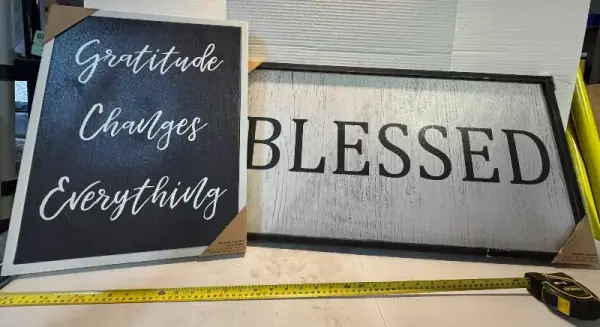 Gratitude
Changes
Everything
BLESSED